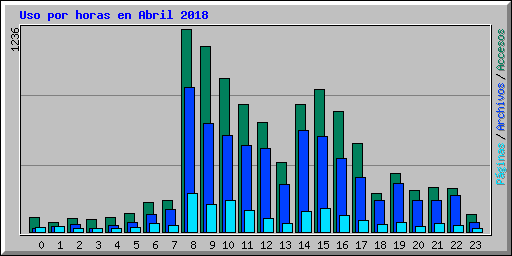 Uso por horas en Abril 2018
1236
Páginas / Archivos / Accesos
0 1 2 3 4 5 6 7 8 9 10 11 12 13 14 15 16 17 18 19 20 21 22 23